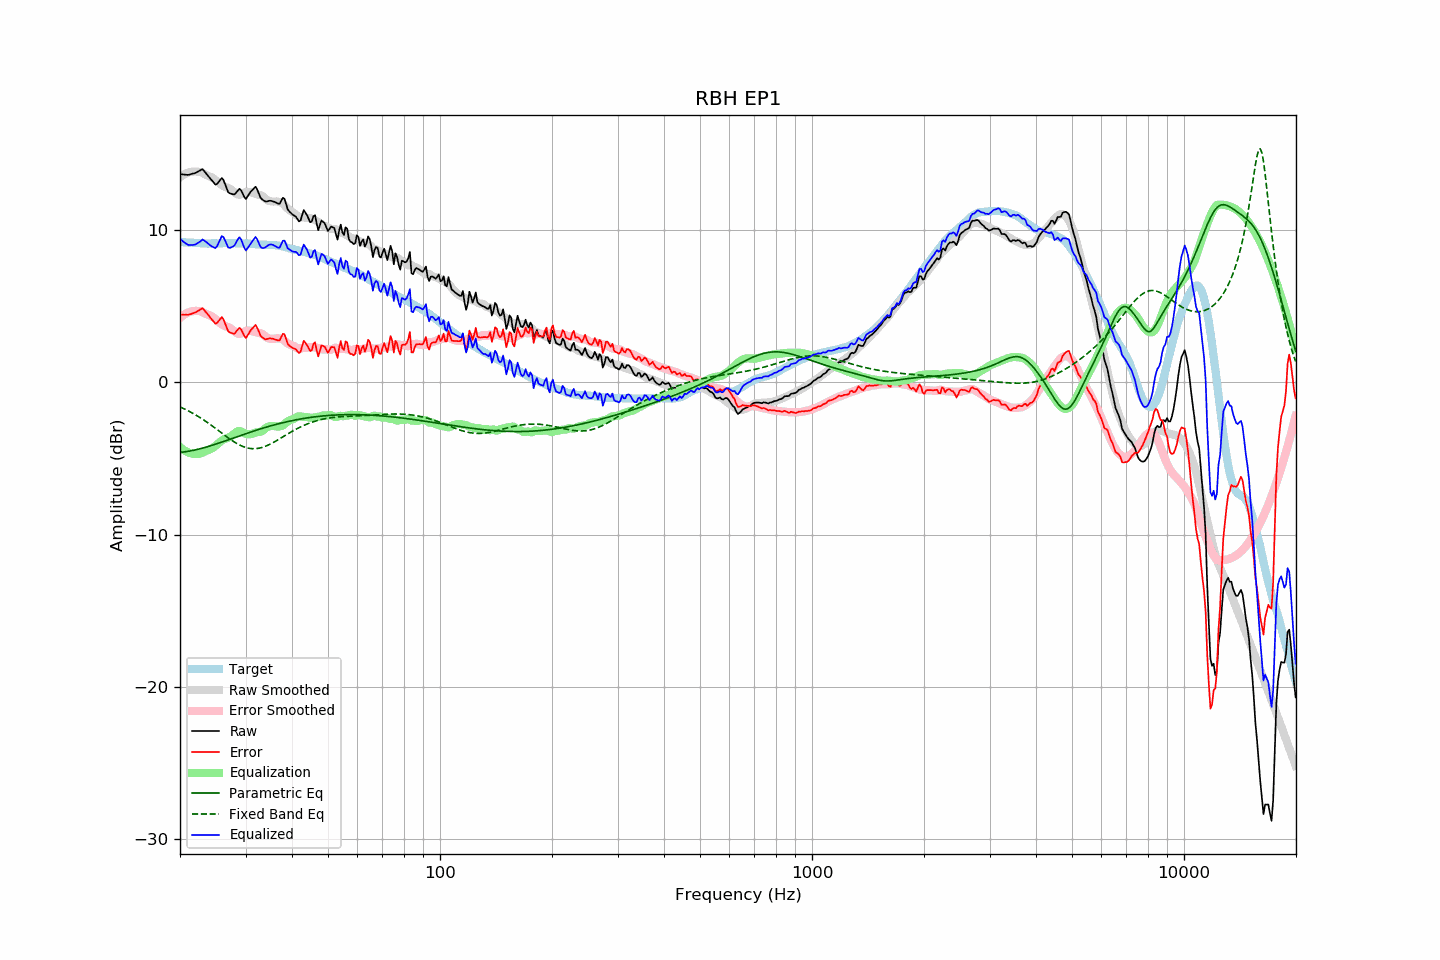 RBH EP1
Amplitude (dBr)
10
0
−10
−20
−30
Target
Raw Smoothed
Error Smoothed
Raw
Error
Equalization
Parametric Eq
Fixed Band Eq
Equalized
100
1000
10000
Frequency (Hz)